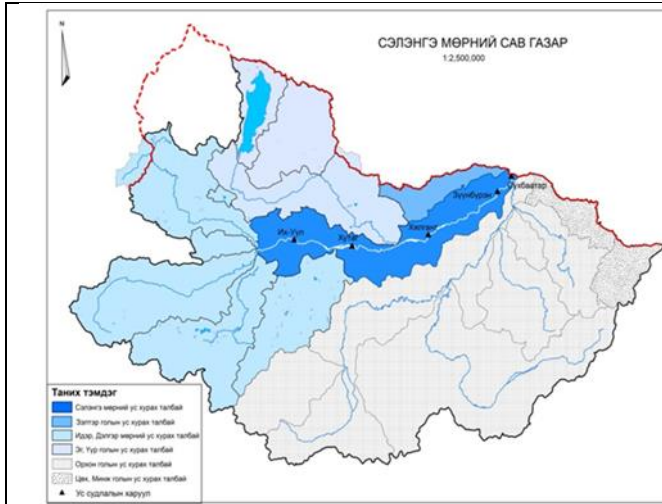 N
СЭЛЭНГЭ МӨРНИЙ САВ ГАЗАР
1:2,500,000
Сүхбаатар
Зүүнбүрэн
Хялгант
Их-Уул
Хутаг
Таних тэмдэг
Сэлэнгэ мөрний ус хурах талбай
Зэлтэр голын ус хурах талбай
Идэр, Дэлгэр мөрний ус хурах талбай
Эг, Үүр голын ус хурах талбай
Орхон голын ус хурах талбай
Цөх, Минж голын ус хурах талбай
Ус судлалын харуул